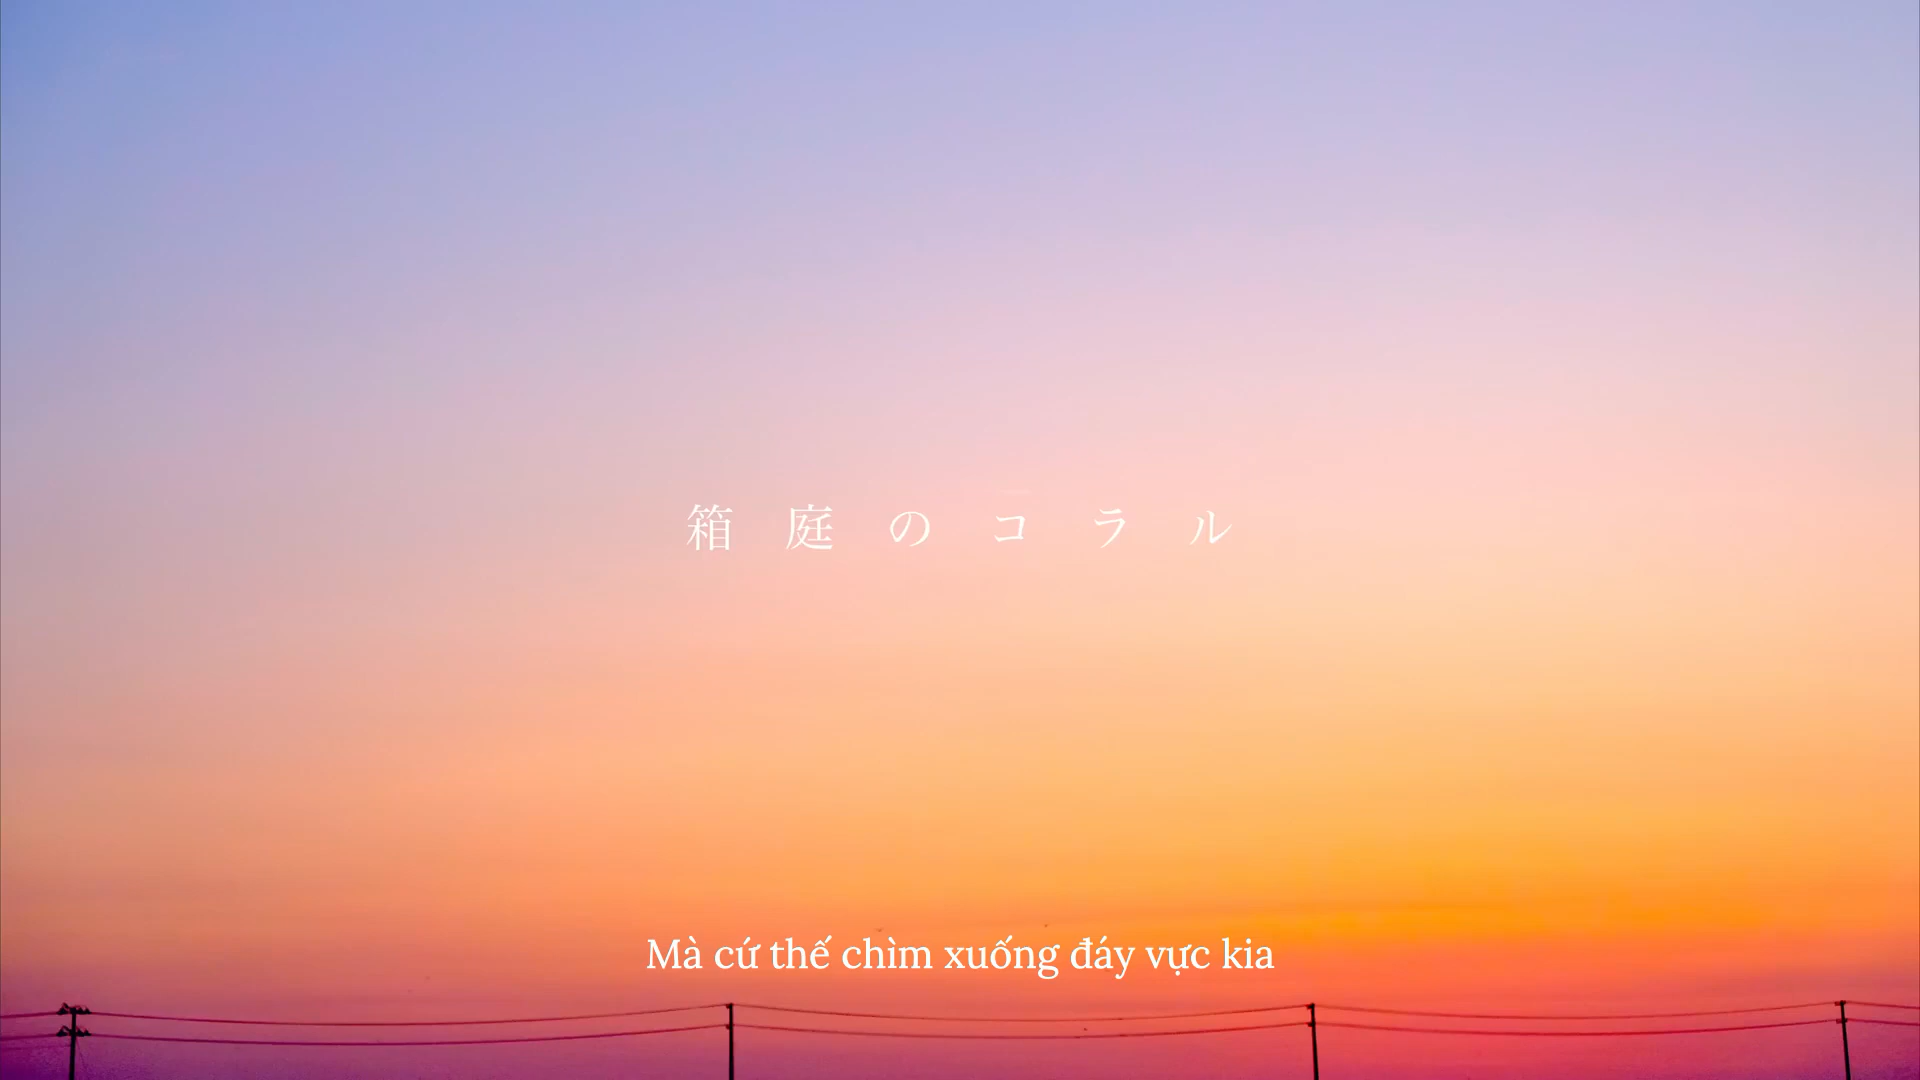 箱庭のコラル
Mà cứ thế chìm xuống đáy vực kia